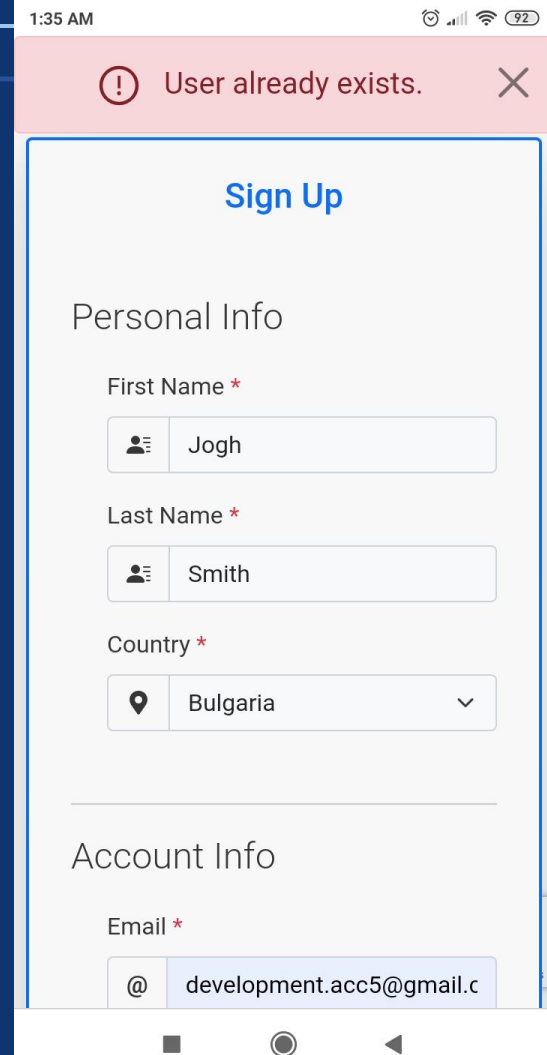 1:35 AM 92
User already exists.
Sign Up
Personal Info
First Name *
Jogh
Last Name *
Smith
Country *
Bulgaria
Account Info
Email *
@ development.acc5@gmail.c